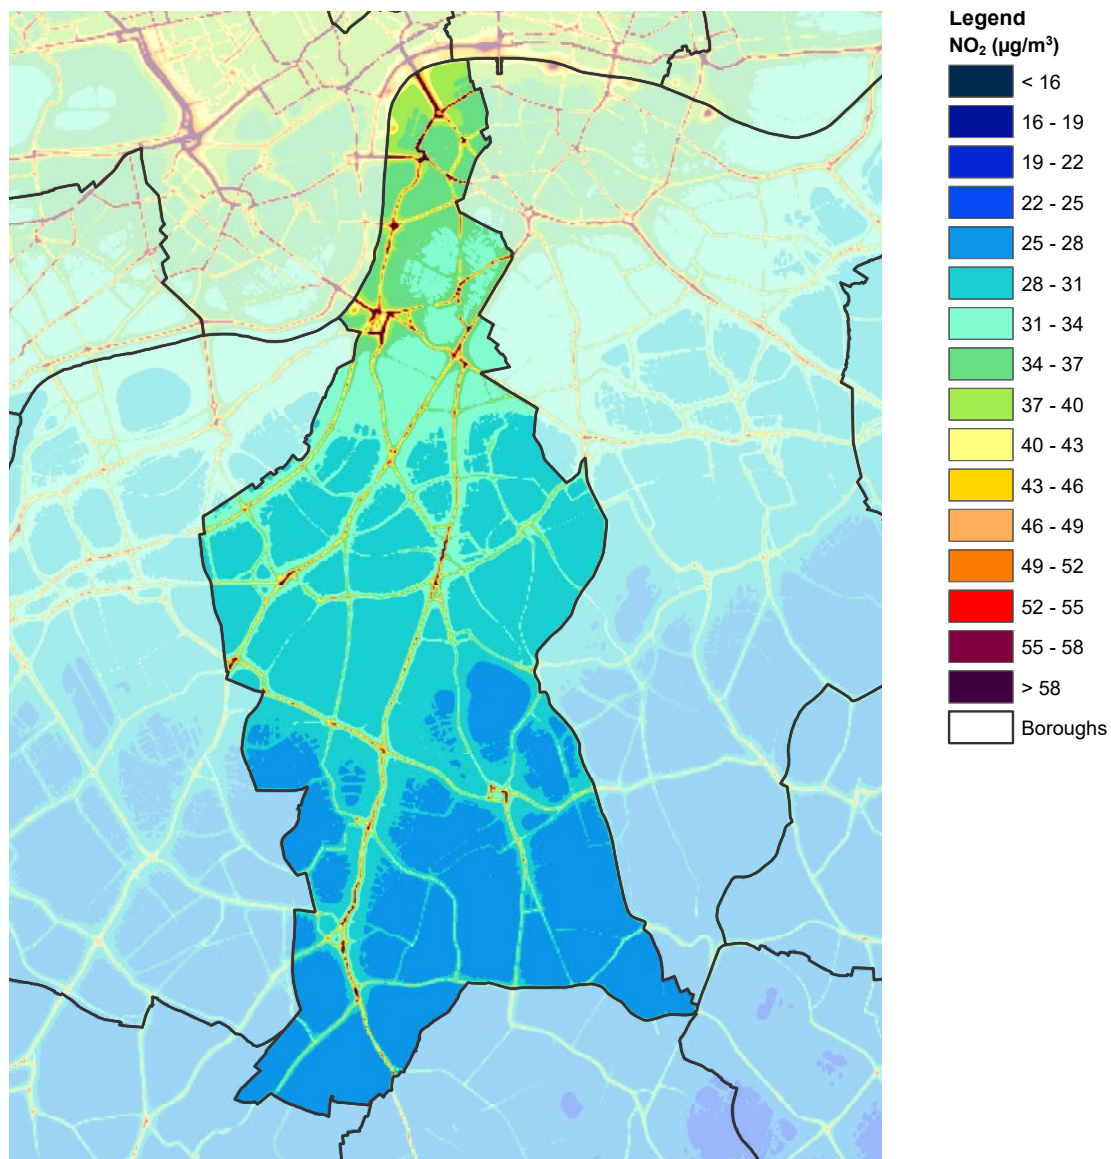 Legend
NO₂ (µg/m³)
< 16
16 - 19
19 - 22
22 - 25
25 - 28
28 - 31
31 - 34
34 - 37
37 - 40
40 - 43
43 - 46
46 - 49
49 - 52
52 - 55
55 - 58
> 58
Boroughs